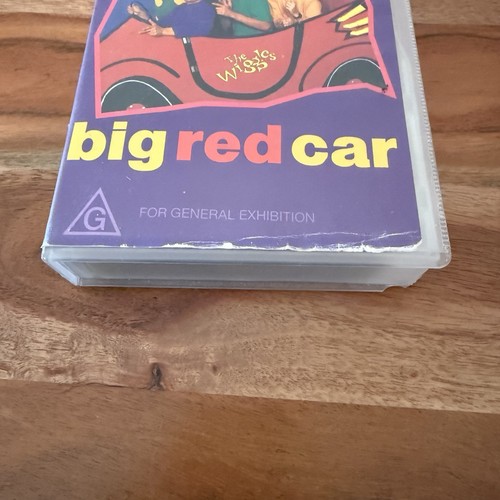 The
Wiggles
big red car
G
FOR GENERAL EXHIBITION